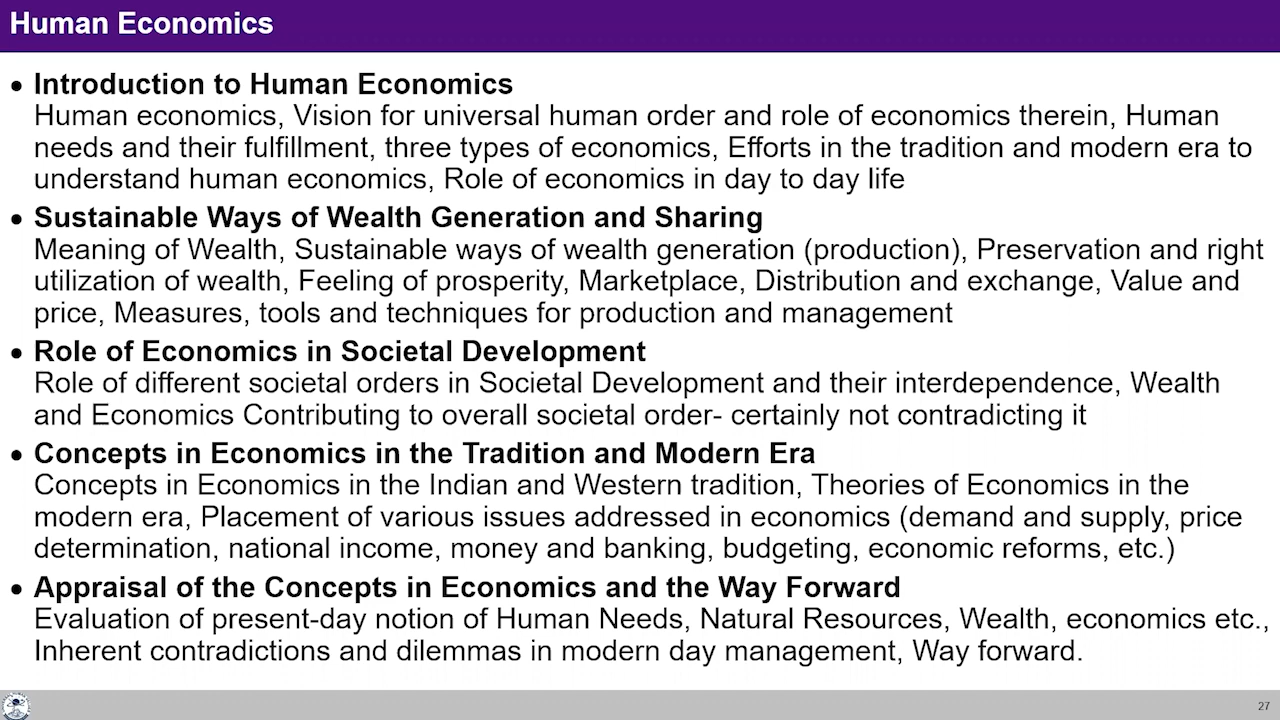 Human Economics
• Introduction to Human Economics
Human economics, Vision for universal human order and role of economics therein, Human
needs and their fulfillment, three types of economics, Efforts in the tradition and modern era to
understand human economics, Role of economics in day to day life
• Sustainable Ways of Wealth Generation and Sharing
Meaning of Wealth, Sustainable ways of wealth generation (production), Preservation and right
utilization of wealth, Feeling of prosperity, Marketplace, Distribution and exchange, Value and
price, Measures, tools and techniques for production and management
• Role of Economics in Societal Development
Role of different societal orders in Societal Development and their interdependence, Wealth
and Economics Contributing to overall societal order- certainly not contradicting it
• Concepts in Economics in the Tradition and Modern Era
Concepts in Economics in the Indian and Western tradition, Theories of Economics in the
modern era, Placement of various issues addressed in economics (demand and supply, price
determination, national income, money and banking, budgeting, economic reforms, etc.)
• Appraisal of the Concepts in Economics and the Way Forward
Evaluation of present-day notion of Human Needs, Natural Resources, Wealth, economics etc.,
Inherent contradictions and dilemmas in modern day management, Way forward.
27